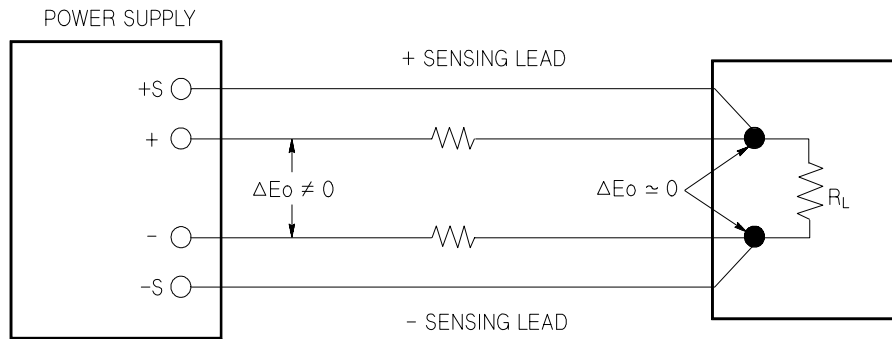 POWER SUPPLY
+ SENSING LEAD
+S
+
ΔEo ≠ 0
ΔEo ≃ 0
RL
-
-S
- SENSING LEAD